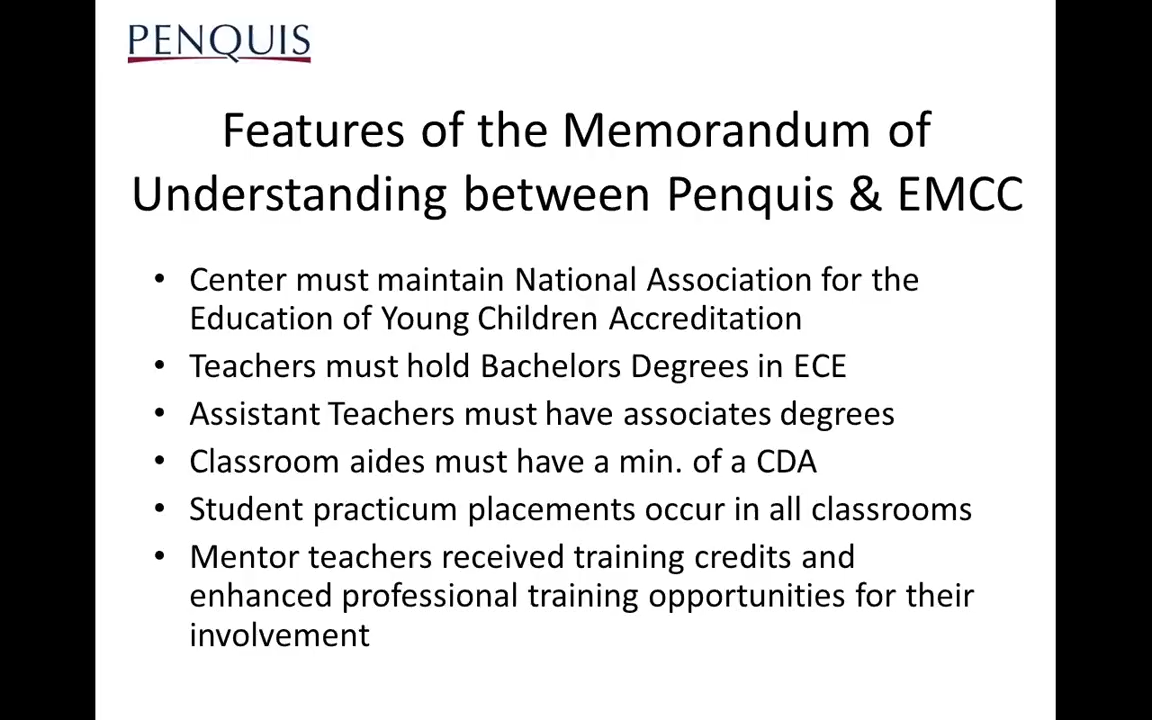 PENQUIS
Features of the Memorandum of
Understanding between Penquis & EMCC
• Center must maintain National Association for the
Education of Young Children Accreditation
• Teachers must hold Bachelors Degrees in ECE
• Assistant Teachers must have associates degrees
• Classroom aides must have a min. of a CDA
• Student practicum placements occur in all classrooms
• Mentor teachers received training credits and
enhanced professional training opportunities for their
involvement